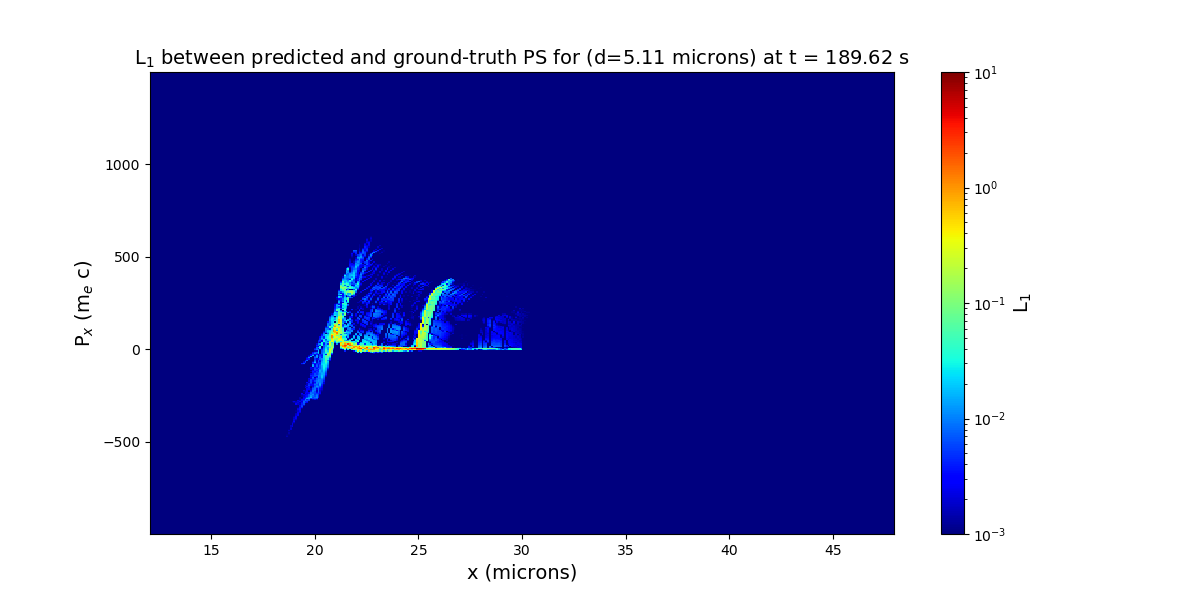 L₁ between predicted and ground-truth PS for (d=5.11 microns) at t = 189.62 s
Pₓ (mₑ c)
1000
500
0
−500
15 20 25 30 35 40 45
x (microns)
10¹
10⁰
10⁻¹
10⁻²
10⁻³
L₁